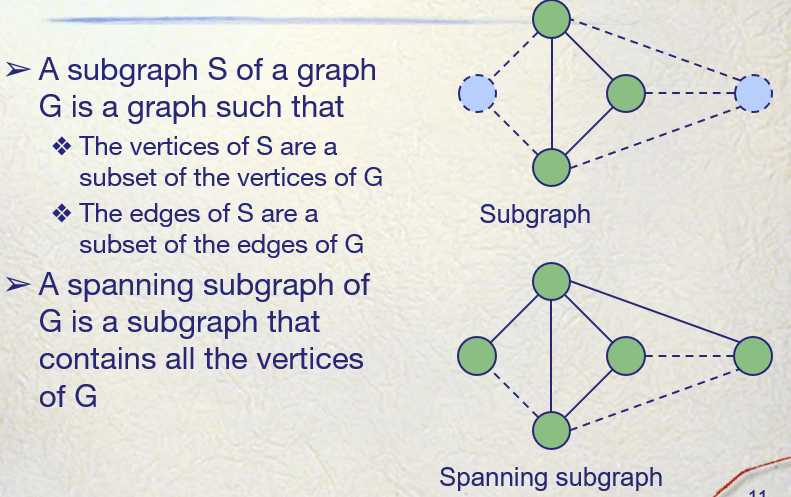 ➢ A subgraph S of a graph
G is a graph such that
❖ The vertices of S are a
subset of the vertices of G
❖ The edges of S are a
subset of the edges of G
➢ A spanning subgraph of
G is a subgraph that
contains all the vertices
of G
Subgraph
Spanning subgraph
11